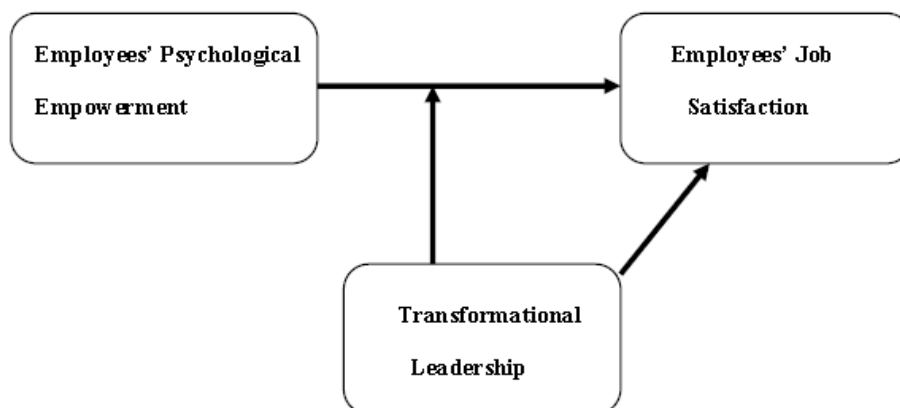 Employees’ Psychological
Empowerment
Employees’ Job
Satisfaction
Transformational
Leadership